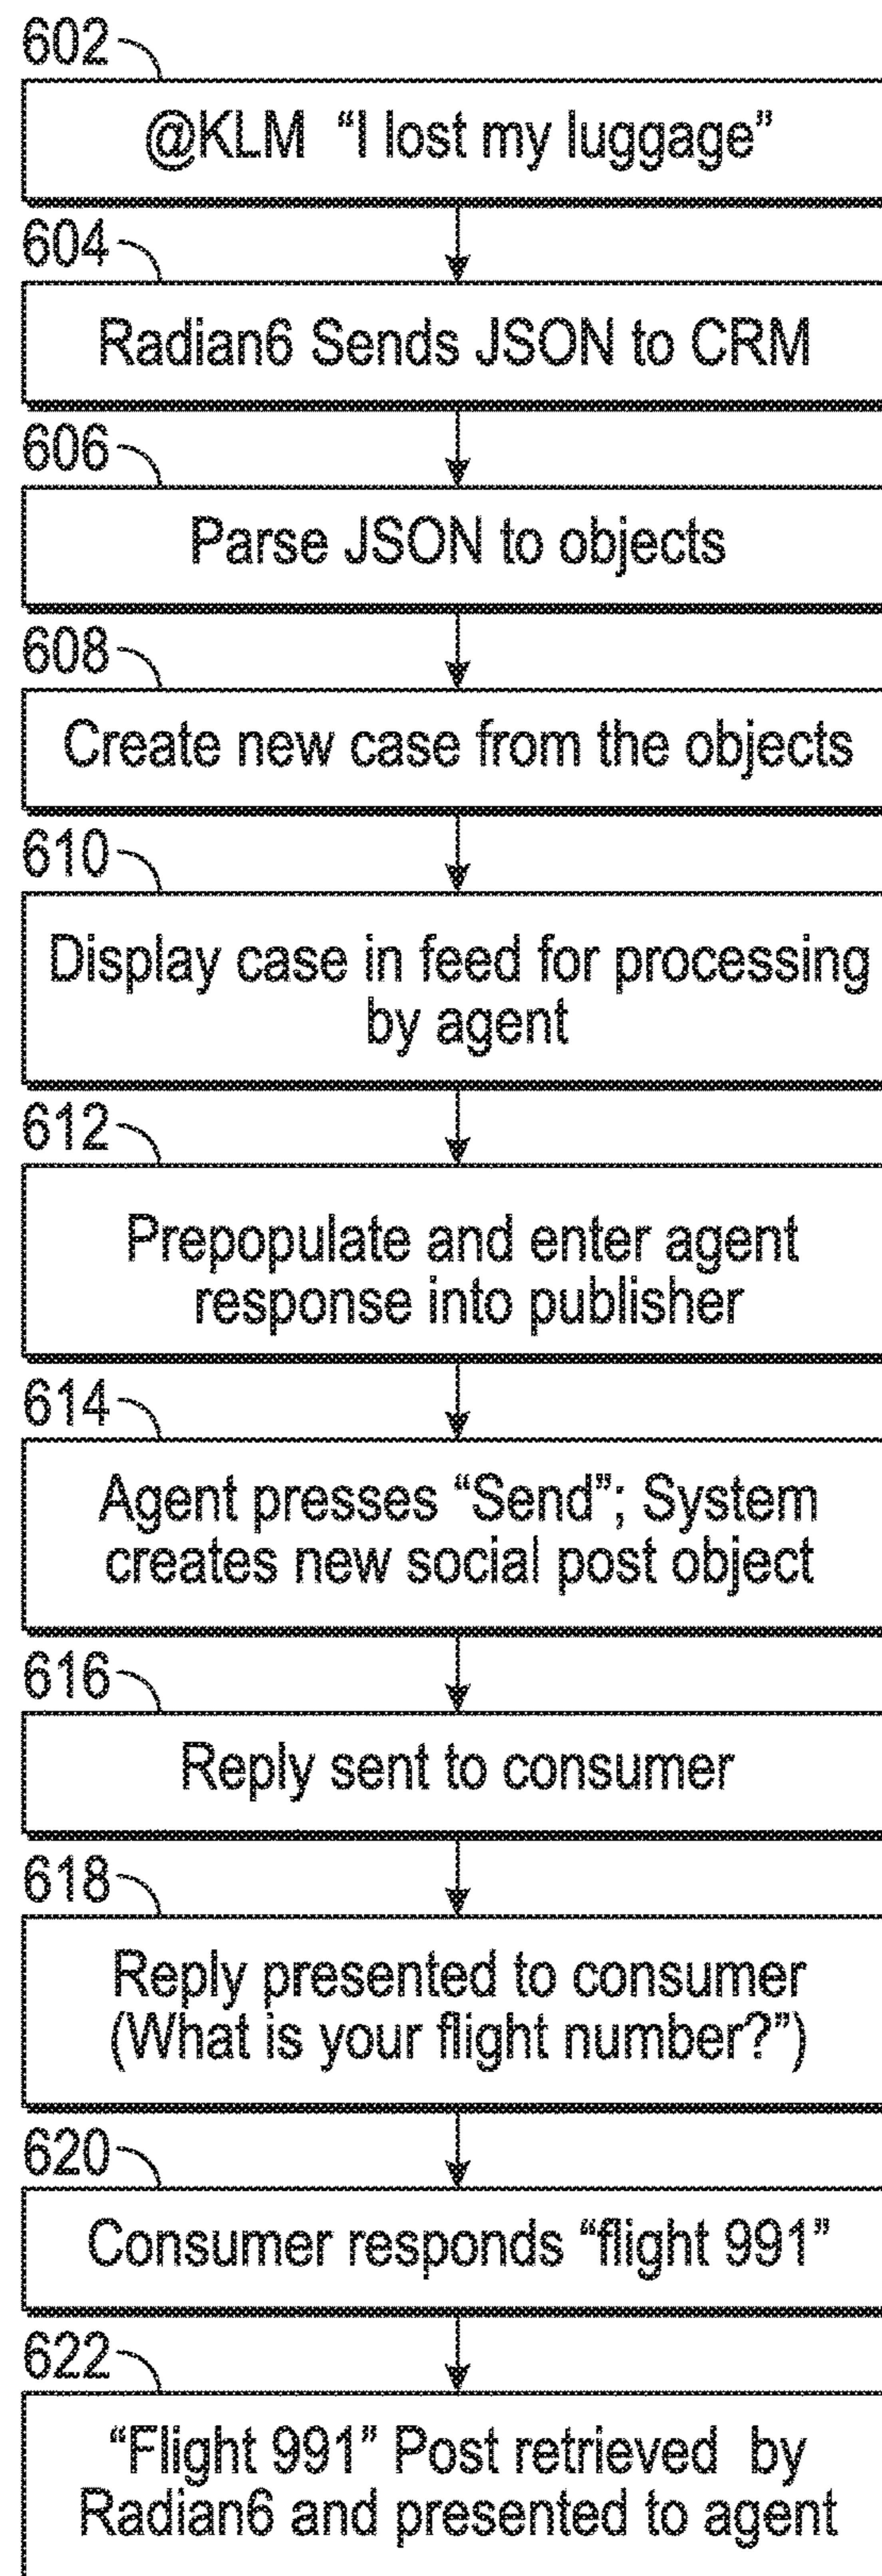 602
@KLM “I lost my luggage”
604
Radian6 Sends JSON to CRM
606
Parse JSON to objects
608
Create new case from the objects
610
Display case in feed for processing
by agent
612
Prepopulate and enter agent
response into publisher
614
Agent presses “Send”; System
creates new social post object
616
Reply sent to consumer
618
Reply presented to consumer
(What is your flight number?”)
620
Consumer responds “flight 991”
622
“Flight 991” Post retrieved by
Radian6 and presented to agent